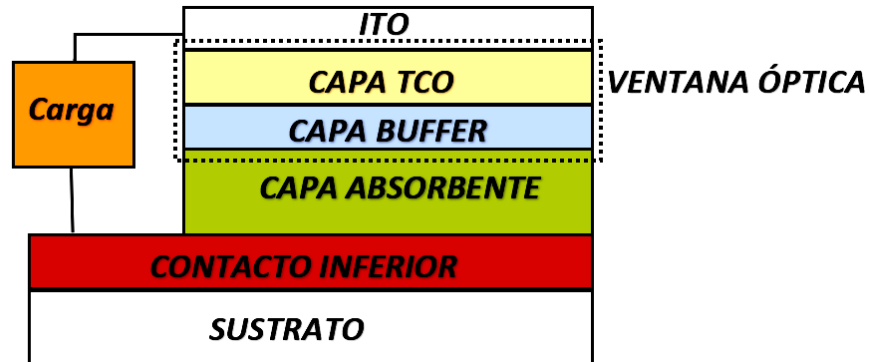 ITO
CAPA TCO
VENTANA ÓPTICA
Carga
CAPA BUFFER
CAPA ABSORBENTE
CONTACTO INFERIOR
SUSTRATO